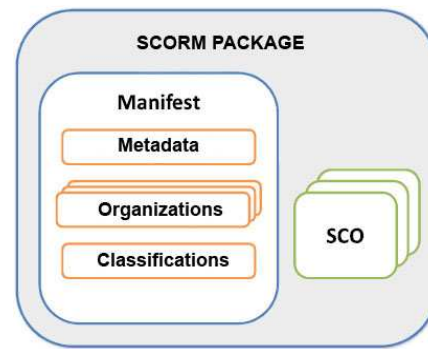 SCORM PACKAGE
Manifest
Metadata
Organizations
Classifications
SCO